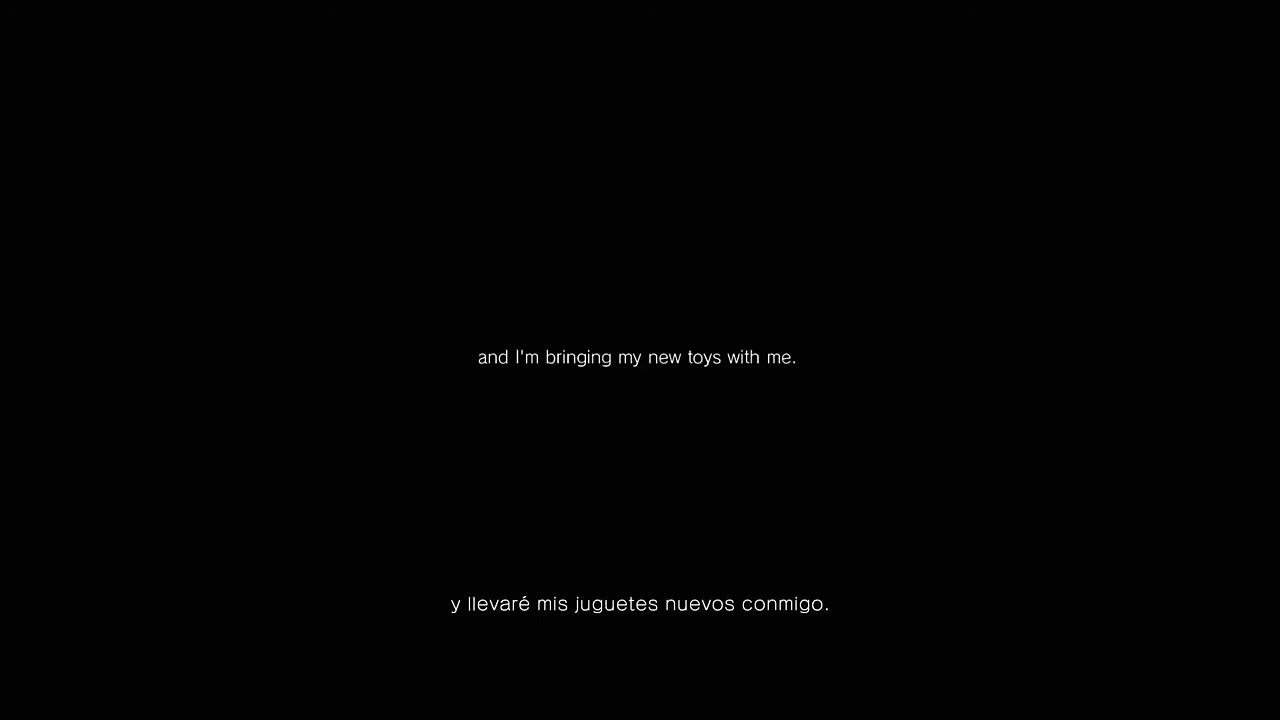 and I'm bringing my new toys with me.
y llevaré mis juguetes nuevos conmigo.